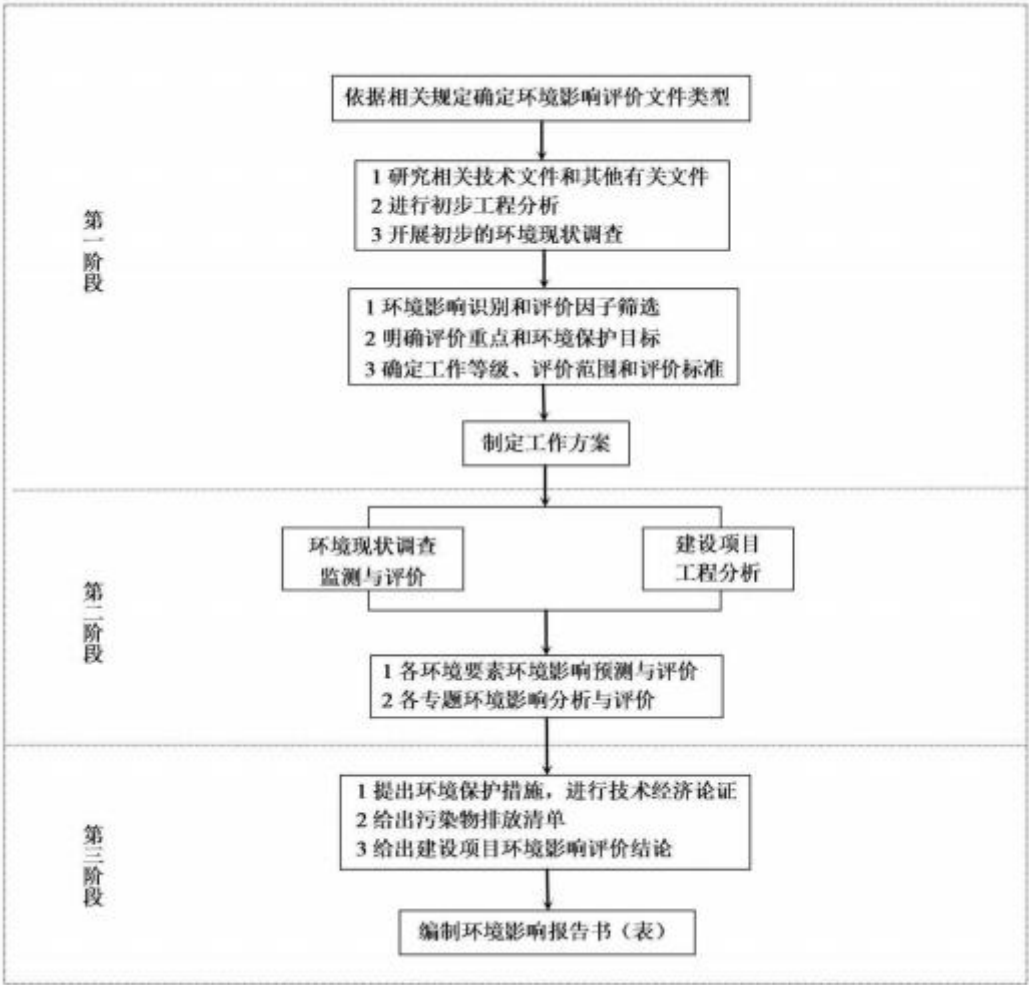 依据相关规定确定环境影响评价文件类型
第一阶段
1 研究相关技术文件和其他有关文件
2 进行初步工程分析
3 开展初步的环境现状调查
1 环境影响识别和评价因子筛选
2 明确评价重点和环境保护目标
3 确定工作等级、评价范围和评价标准
制定工作方案
第二阶段
环境现状调查
监测与评价
建设项目
工程分析
1 各环境要素环境影响预测与评价
2 各专题环境影响分析与评价
第三阶段
1 提出环境保护措施，进行技术经济论证
2 给出污染物排放清单
3 给出建设项目环境影响评价结论
编制环境影响报告书（表）